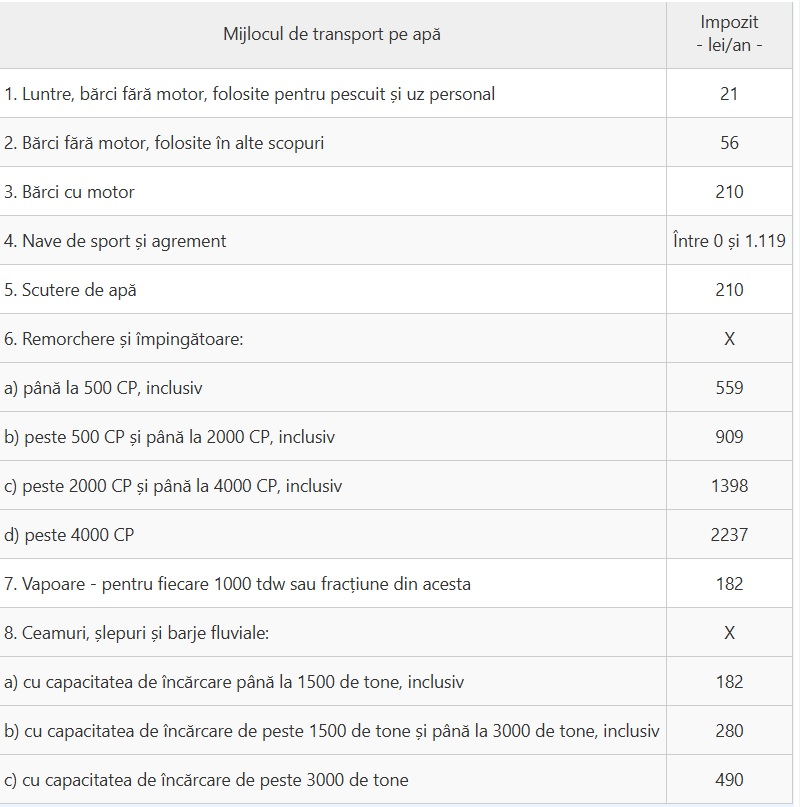 Mijlocul de transport pe apă
Impozit
- lei/an -
1. Luntre, bărci fără motor, folosite pentru pescuit și uz personal
21
2. Bărci fără motor, folosite în alte scopuri
56
3. Bărci cu motor
210
4. Nave de sport și agrement
Între 0 și 1.119
5. Scutere de apă
210
6. Remorchere și împingătoare:
X
a) până la 500 CP, inclusiv
559
b) peste 500 CP și până la 2000 CP, inclusiv
909
c) peste 2000 CP și până la 4000 CP, inclusiv
1398
d) peste 4000 CP
2237
7. Vapoare - pentru fiecare 1000 tdw sau fracțiune din acesta
182
8. Ceamuri, șlepuri și barje fluviale:
X
a) cu capacitatea de încărcare până la 1500 de tone, inclusiv
182
b) cu capacitatea de încărcare de peste 1500 de tone și până la 3000 de tone, inclusiv
280
c) cu capacitatea de încărcare de peste 3000 de tone
490